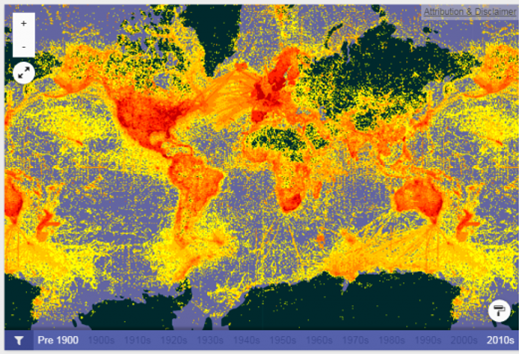 Attribution & Disclaimer
+
-
Pre 1900 1900s 1910s 1920s 1930s 1940s 1950s 1960s 1970s 1980s 1990s 2000s 2010s